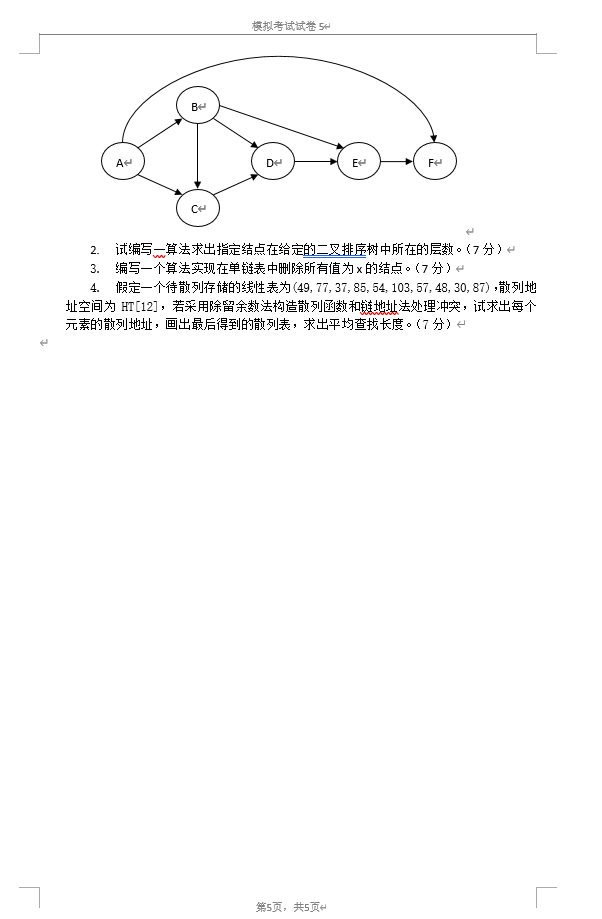 模拟考试试卷 5
B
A
D
E
F
C
2. 试编写一算法求出指定结点在给定的二叉排序树中所在的层数。(7 分)
3. 编写一个算法实现在单链表中删除所有值为 x 的结点。(7 分)
4. 假定一个待散列存储的线性表为(49,77,37,85,54,103,57,48,30,87),散列地
址空间为 HT[12]，若采用除留余数法构造散列函数和链地址法处理冲突，试求出每个
元素的散列地址，画出最后得到的散列表，求出平均查找长度。(7 分)
第5页，共5页